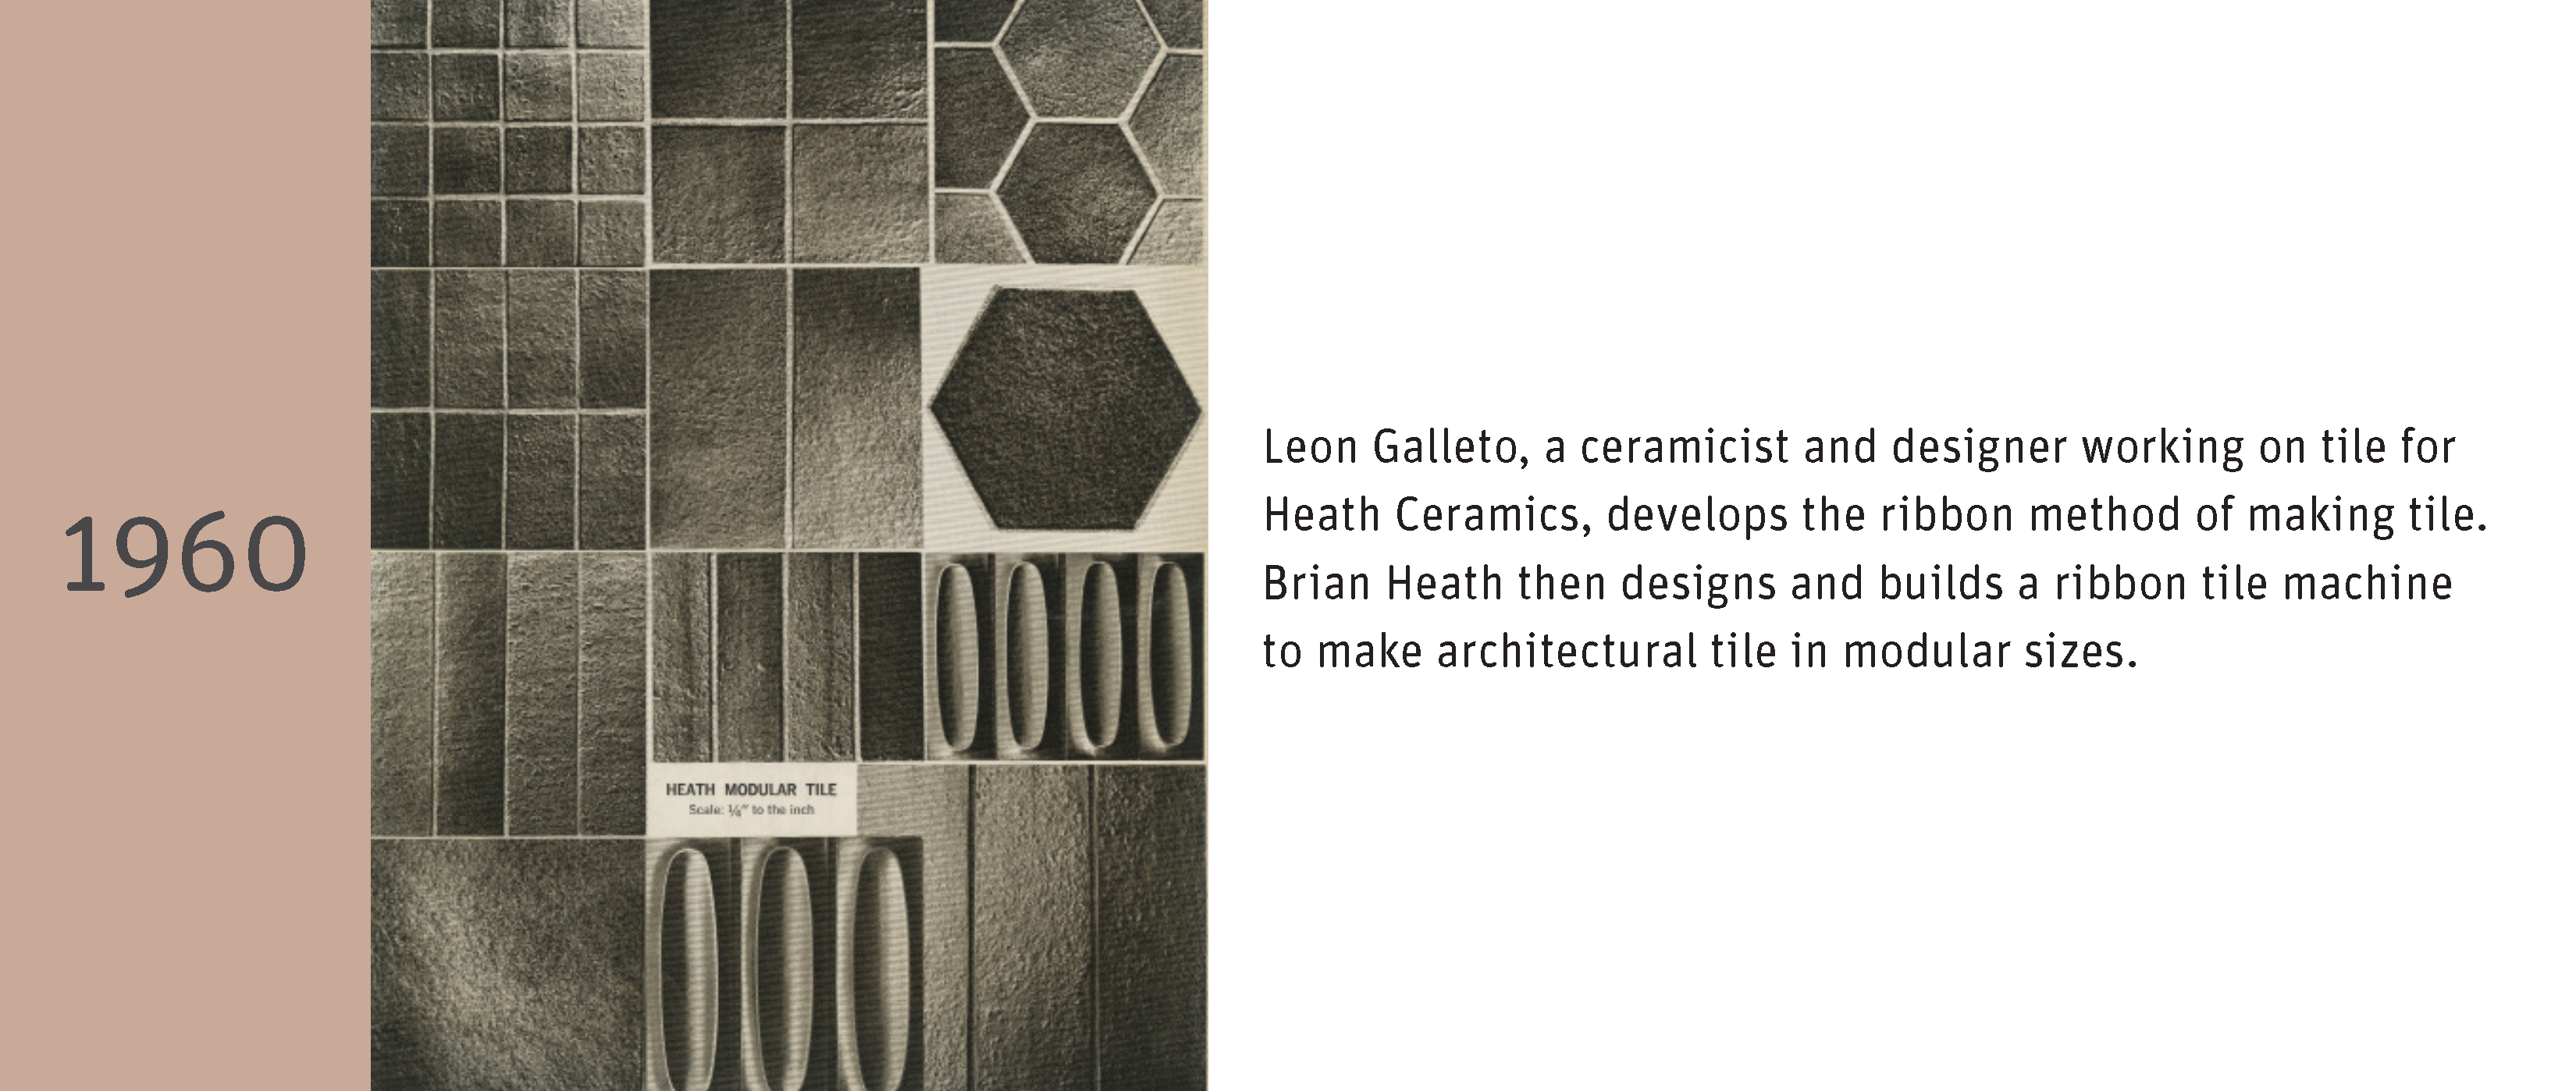 1960
HEATH MODULAR TILE
Scale: ¼" to the inch
Leon Galleto, a ceramicist and designer working on tile for
Heath Ceramics, develops the ribbon method of making tile.
Brian Heath then designs and builds a ribbon tile machine
to make architectural tile in modular sizes.